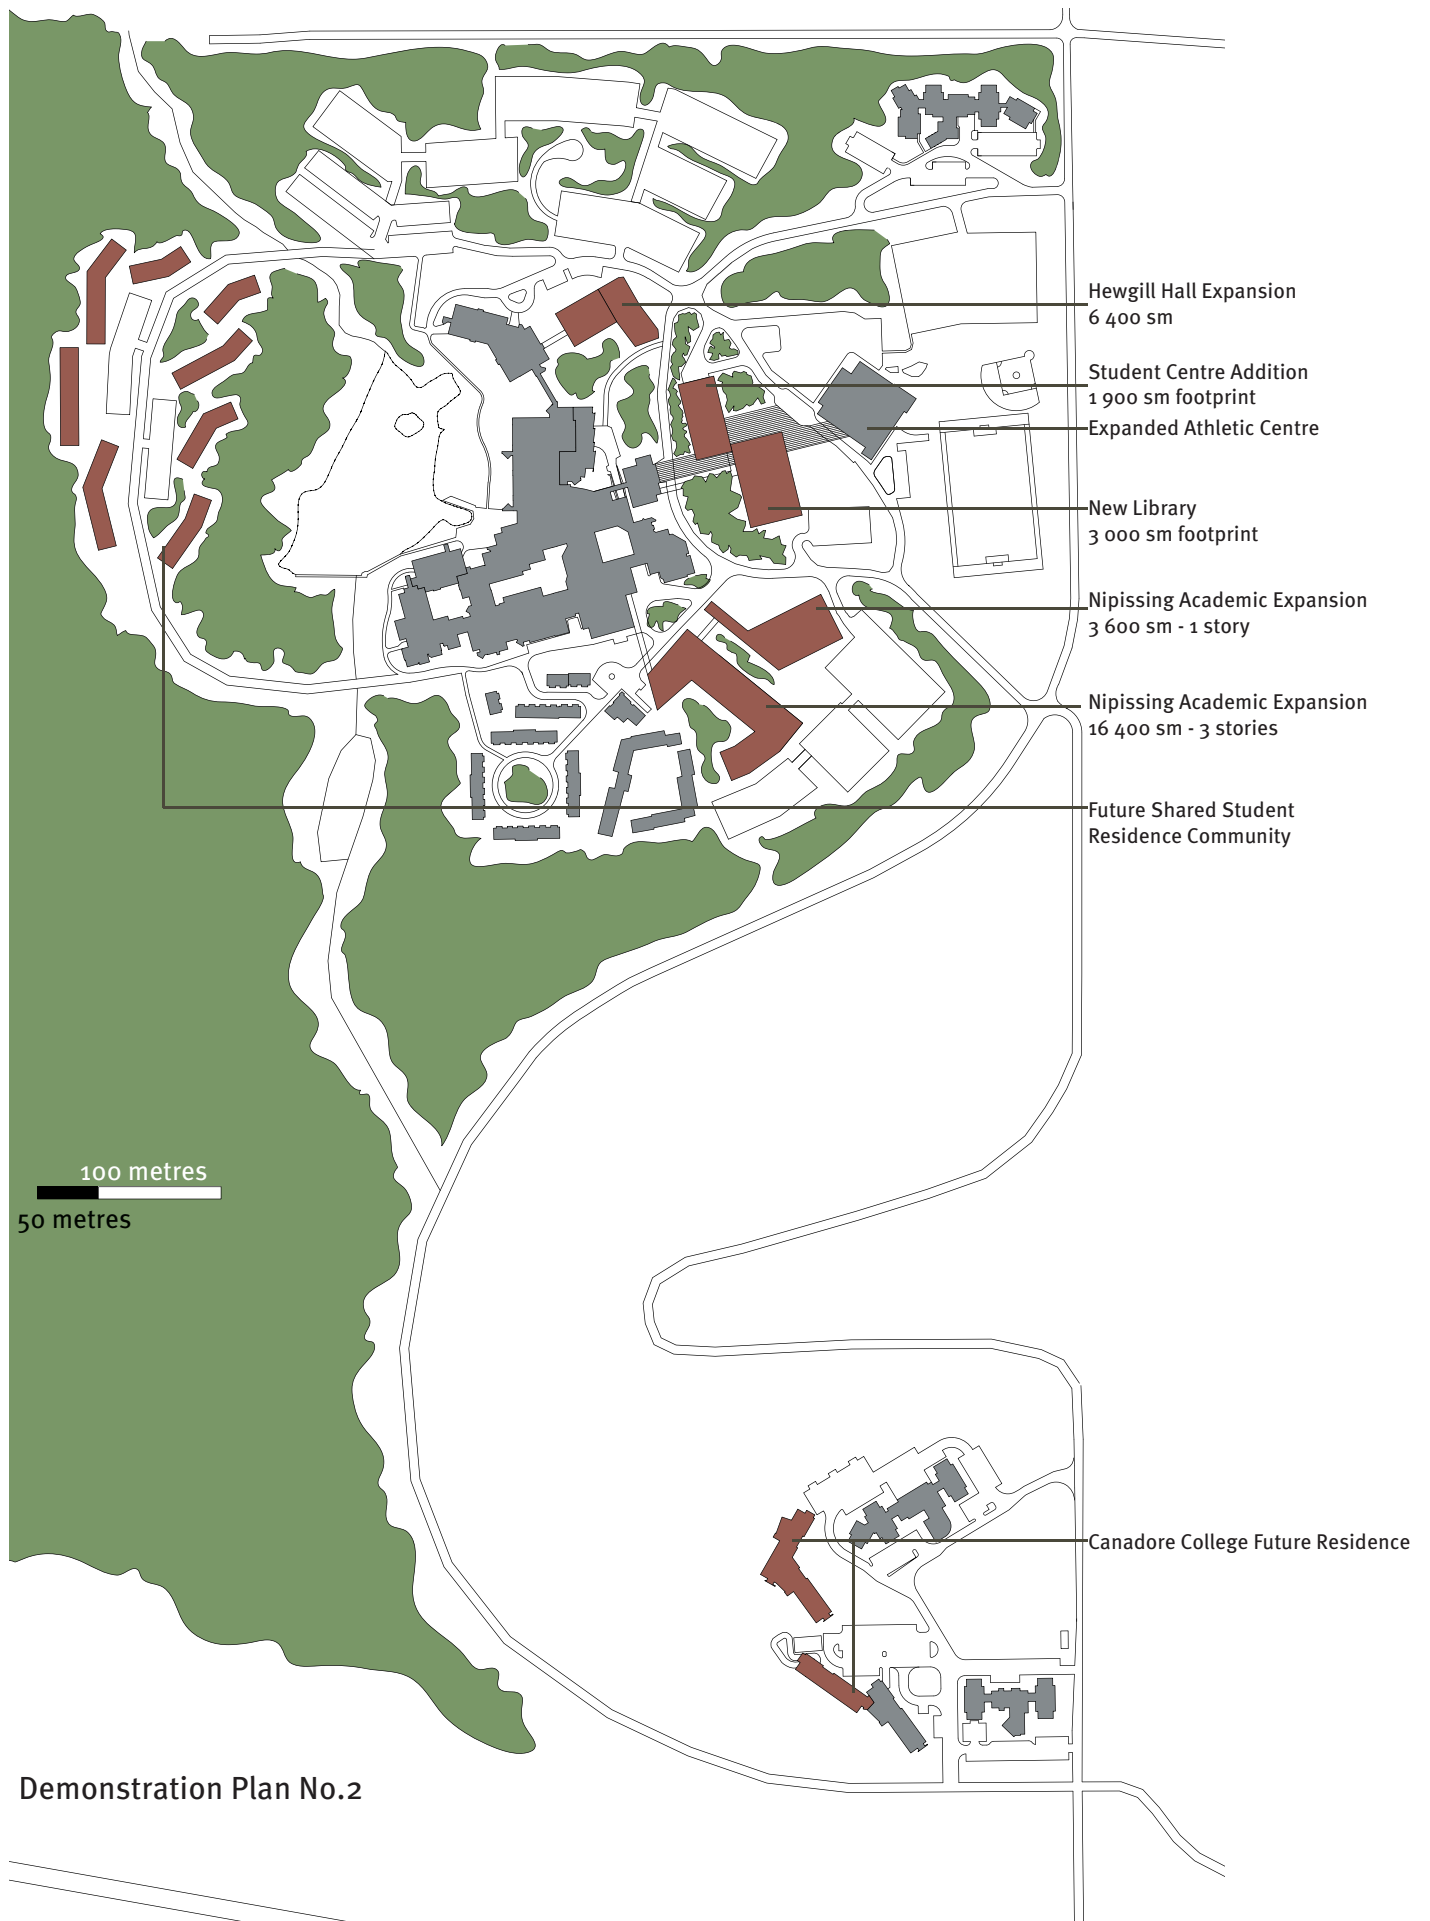 Hewgill Hall Expansion
6 400 sm
Student Centre Addition
1 900 sm footprint
Expanded Athletic Centre
New Library
3 000 sm footprint
Nipissing Academic Expansion
3 600 sm - 1 story
Nipissing Academic Expansion
16 400 sm - 3 stories
Future Shared Student
Residence Community
100 metres
50 metres
Canadore College Future Residence
Demonstration Plan No.2